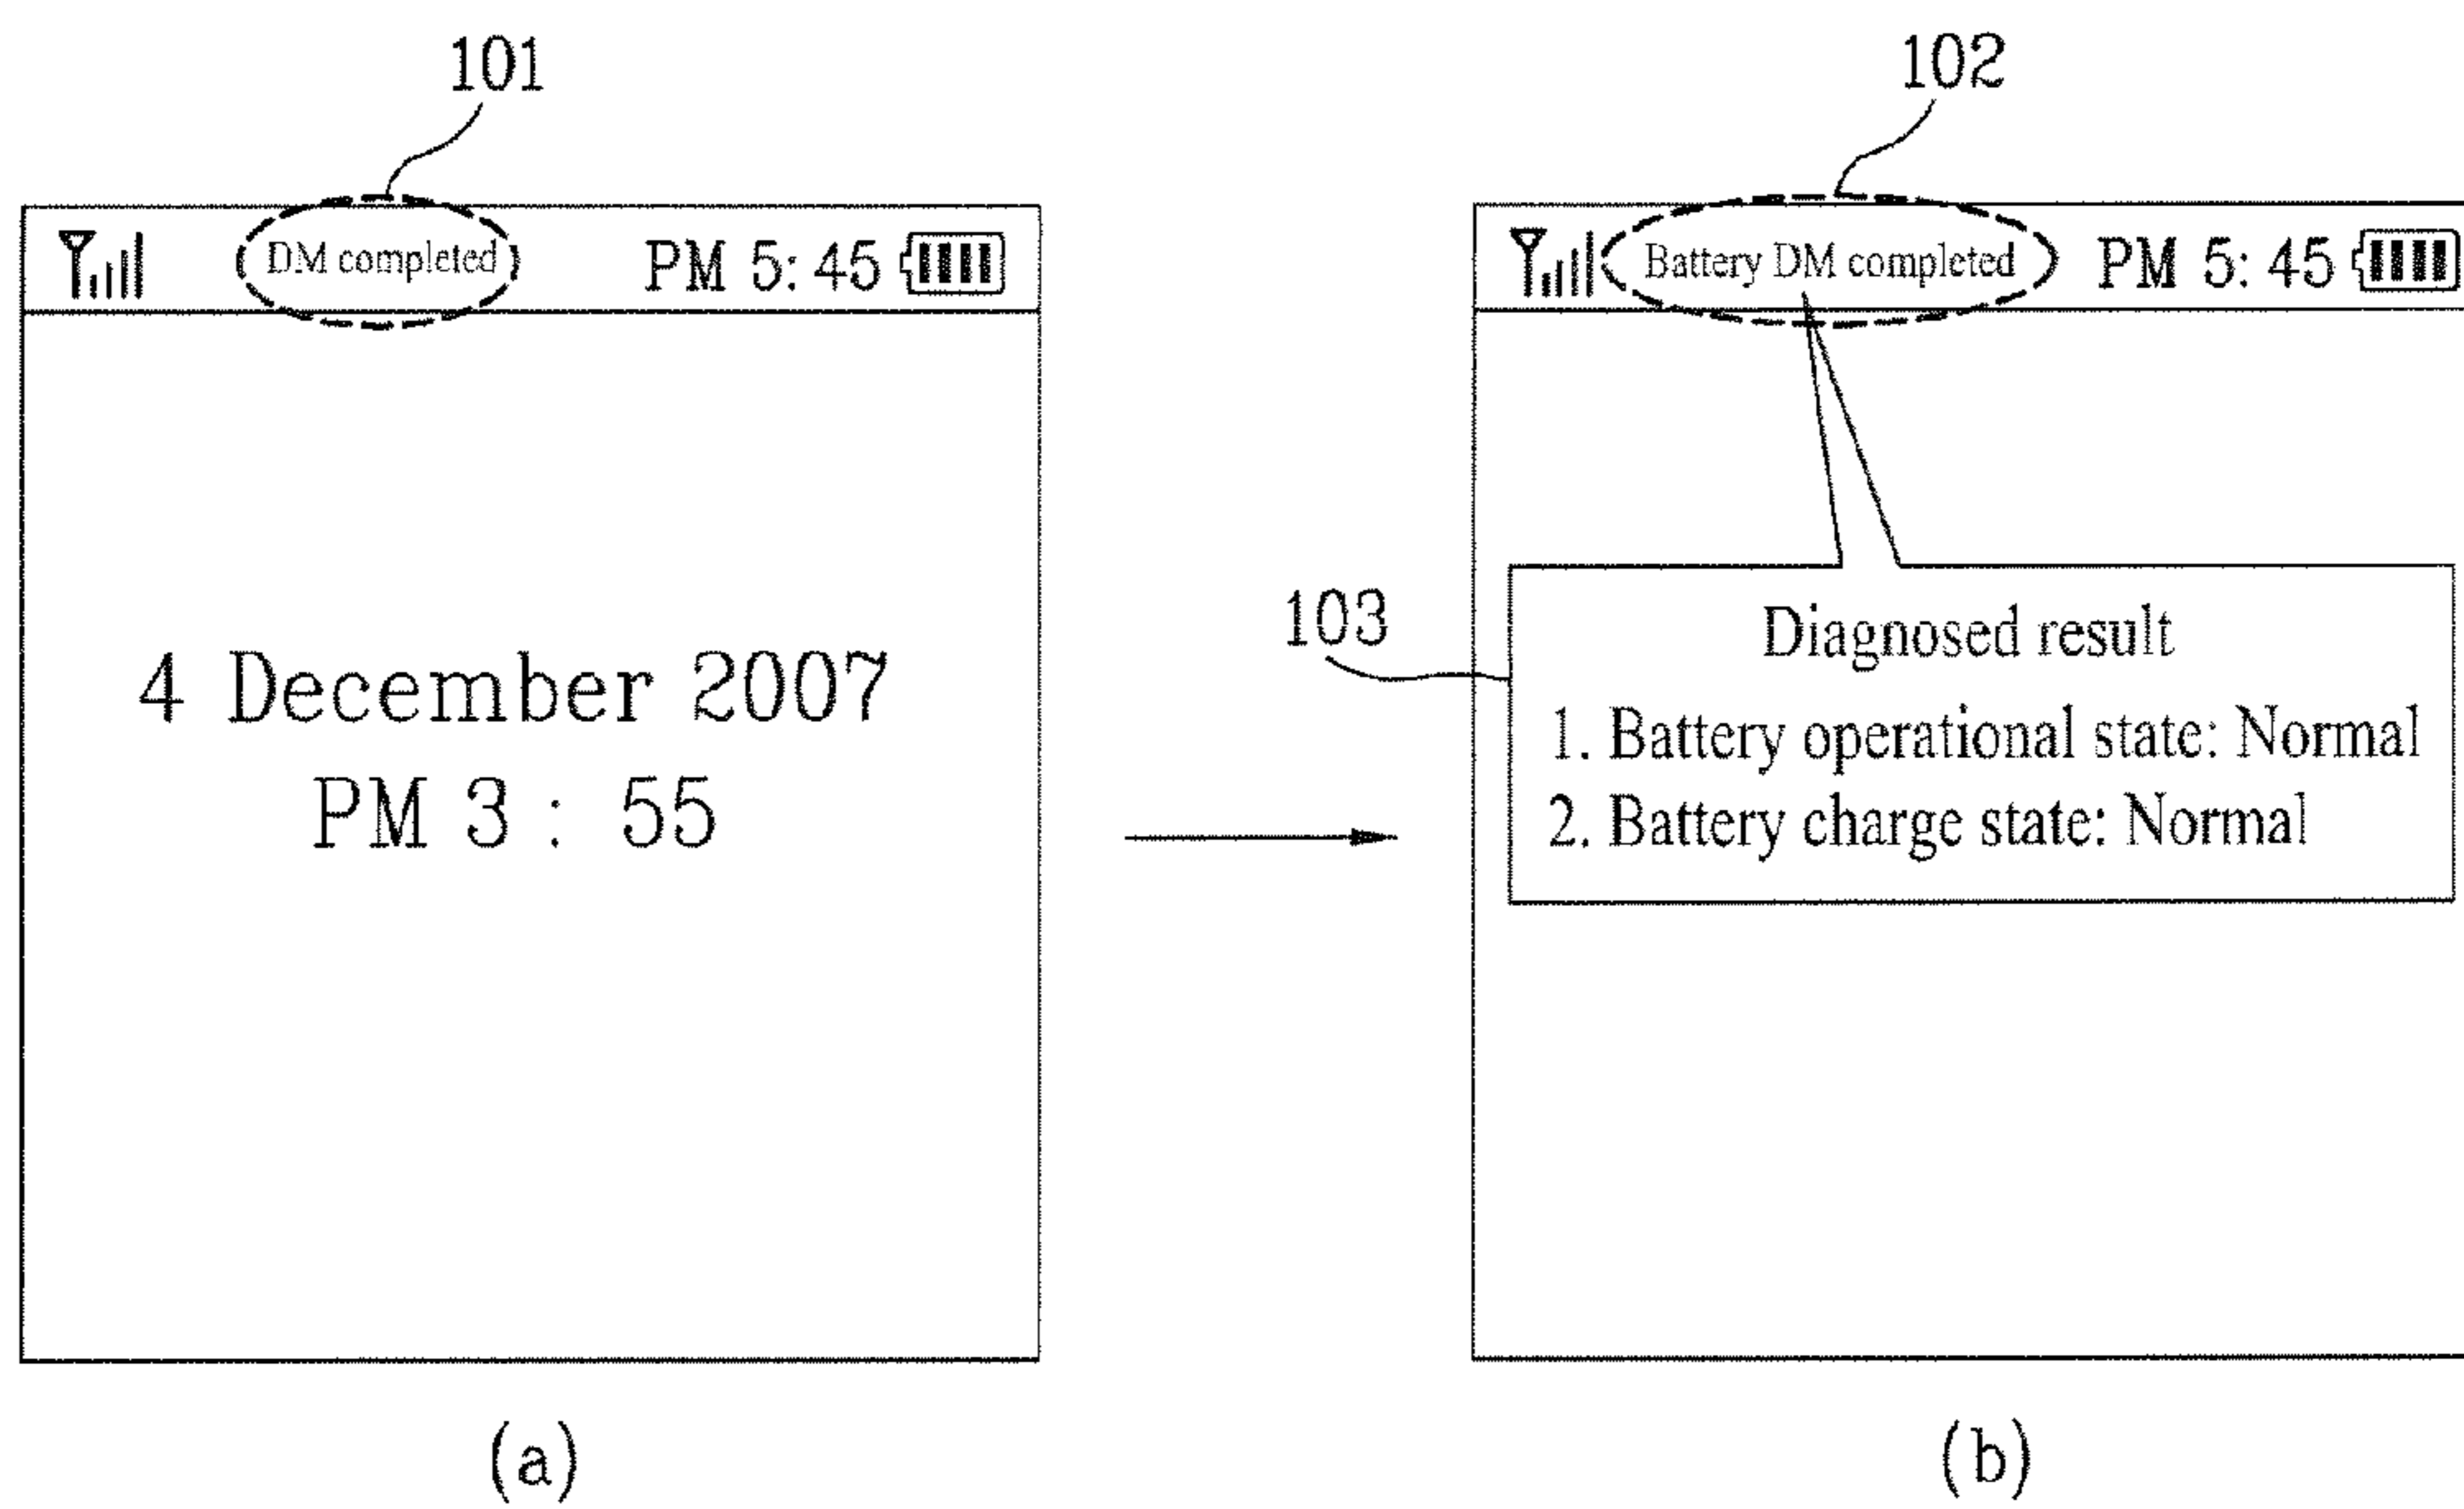 101
DM completed
PM 5:45
4 December 2007
PM 3 : 55
(a)
102
Battery DM completed
PM 5:45
103
Diagnosed result
1. Battery operational state: Normal
2. Battery charge state: Normal
(b)